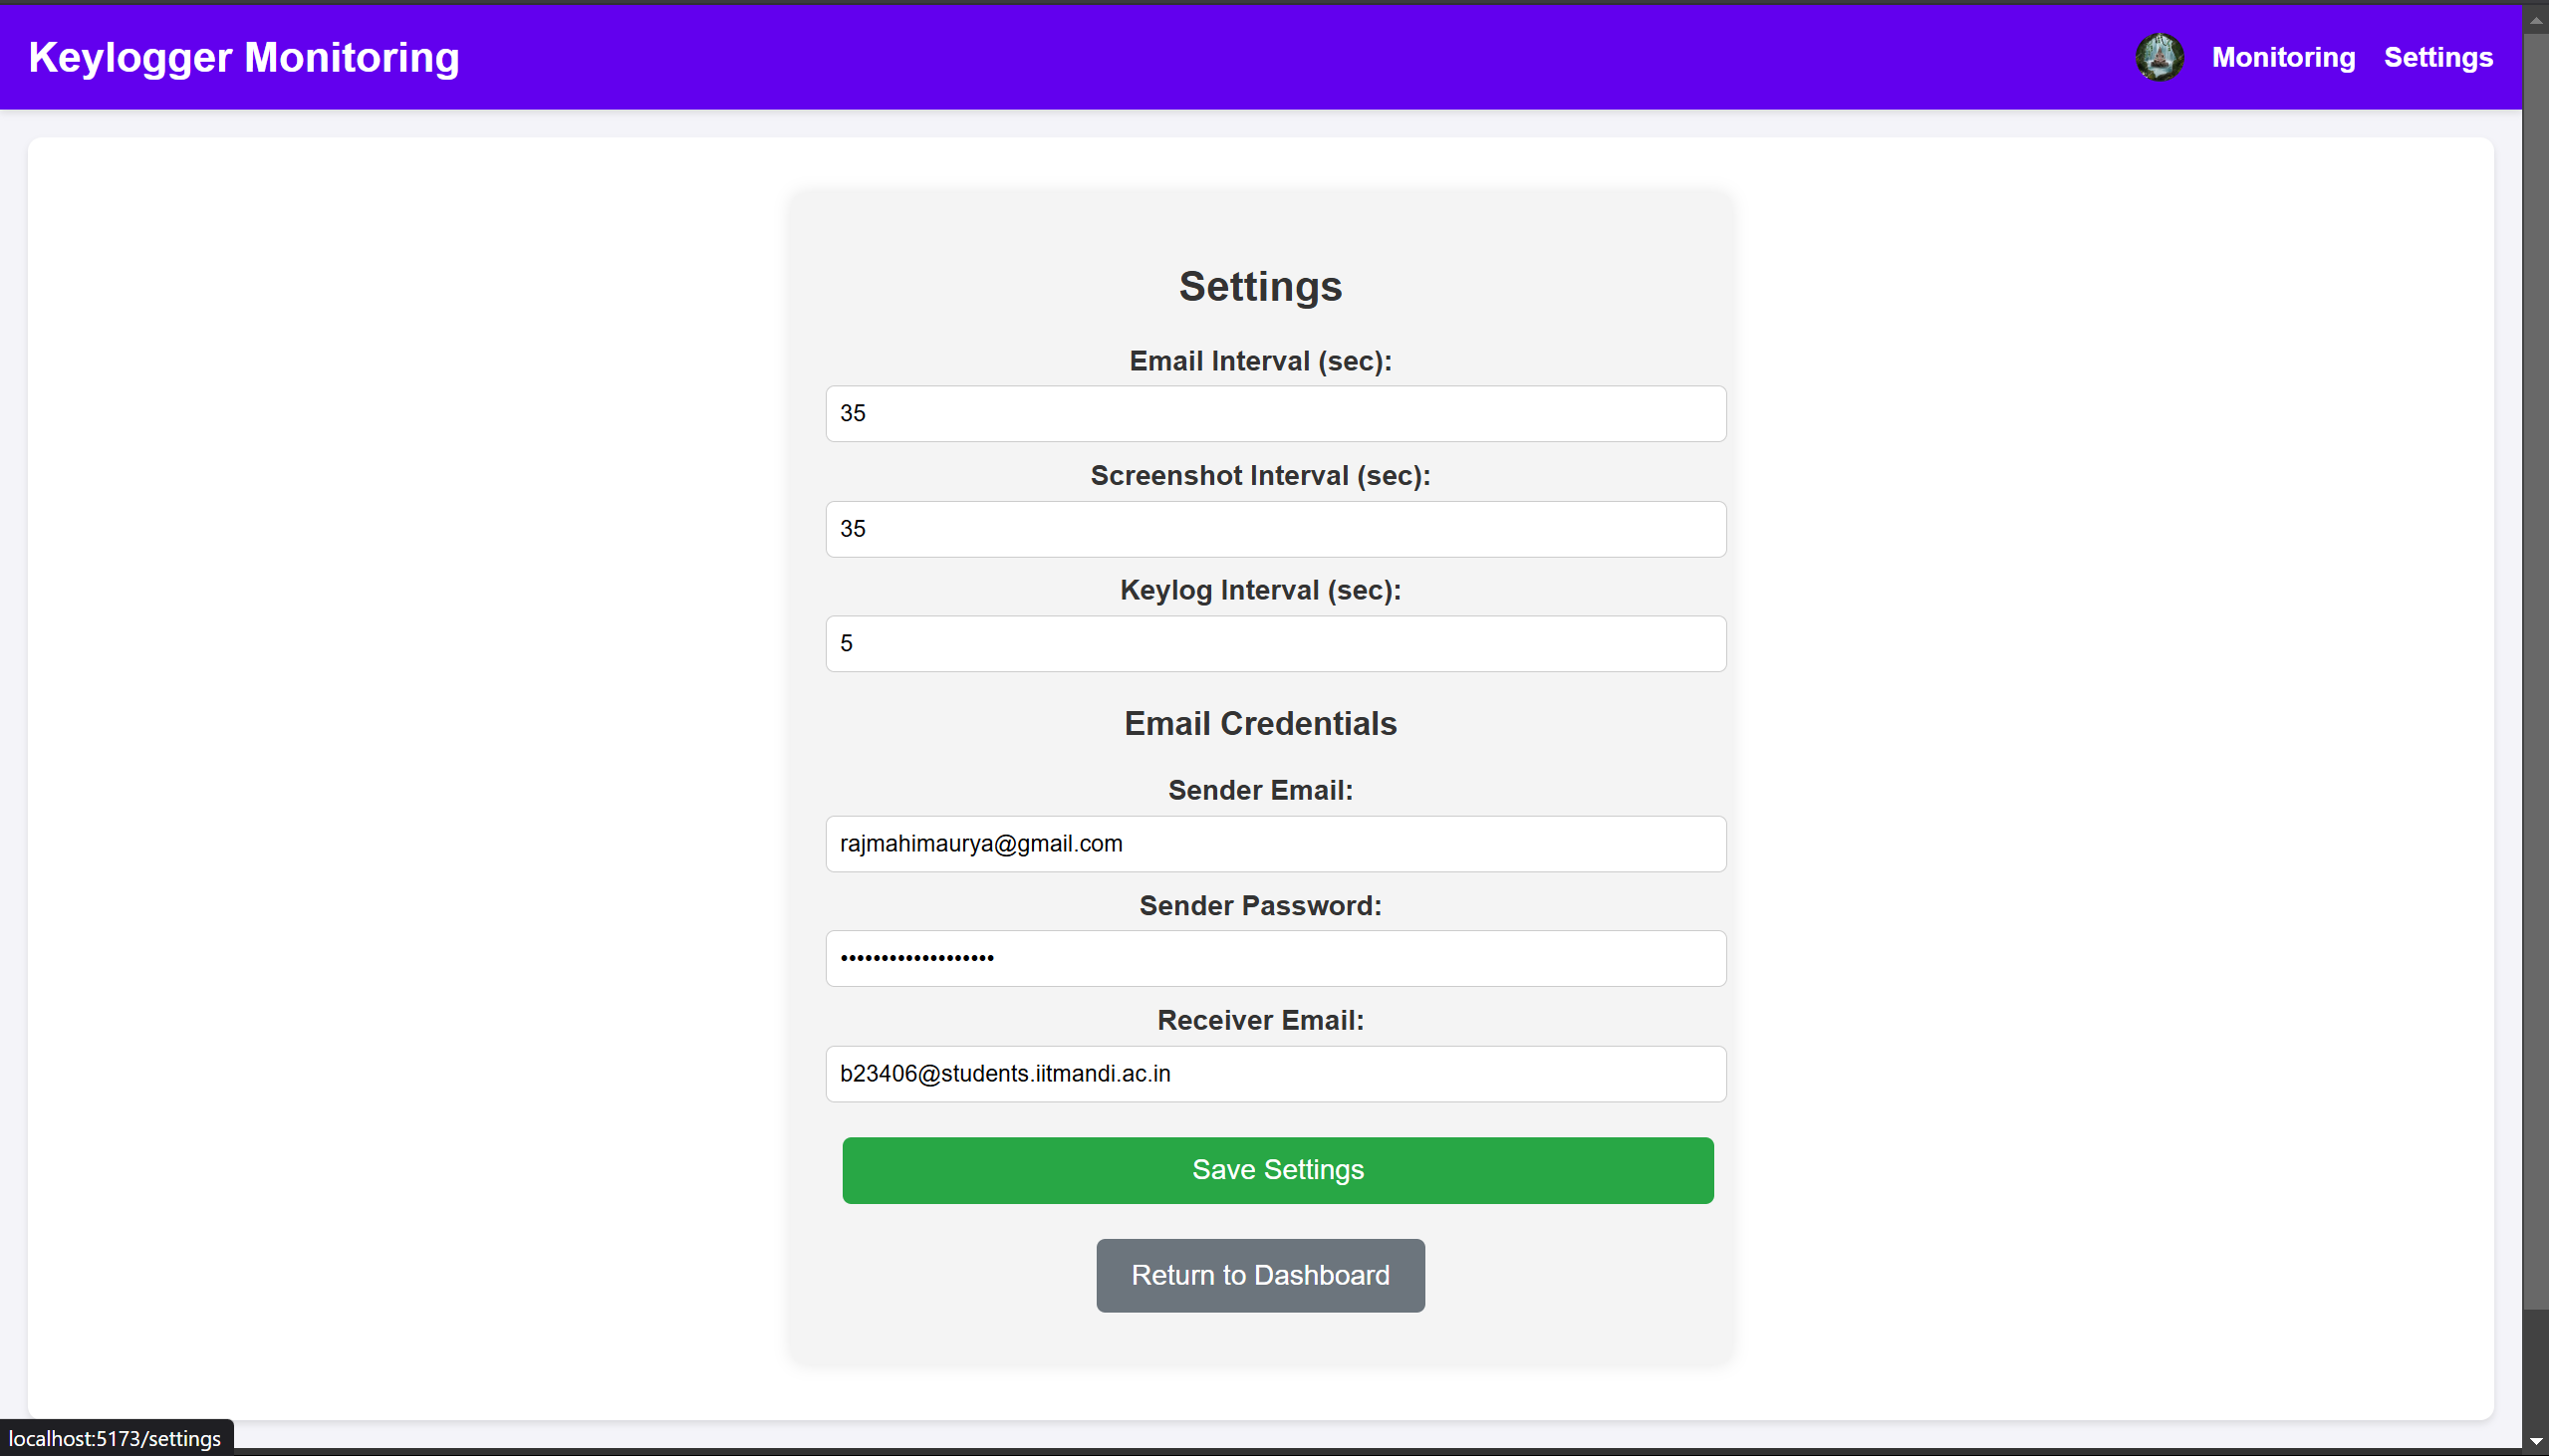 Keylogger Monitoring
Monitoring
Settings
Settings
Email Interval (sec):
35
Screenshot Interval (sec):
35
Keylog Interval (sec):
5
Email Credentials
Sender Email:
rajmahimaurya@gmail.com
Sender Password:
•••••••••••••••••••
Receiver Email:
b23406@students.iitmandi.ac.in
Save Settings
Return to Dashboard
localhost:5173/settings